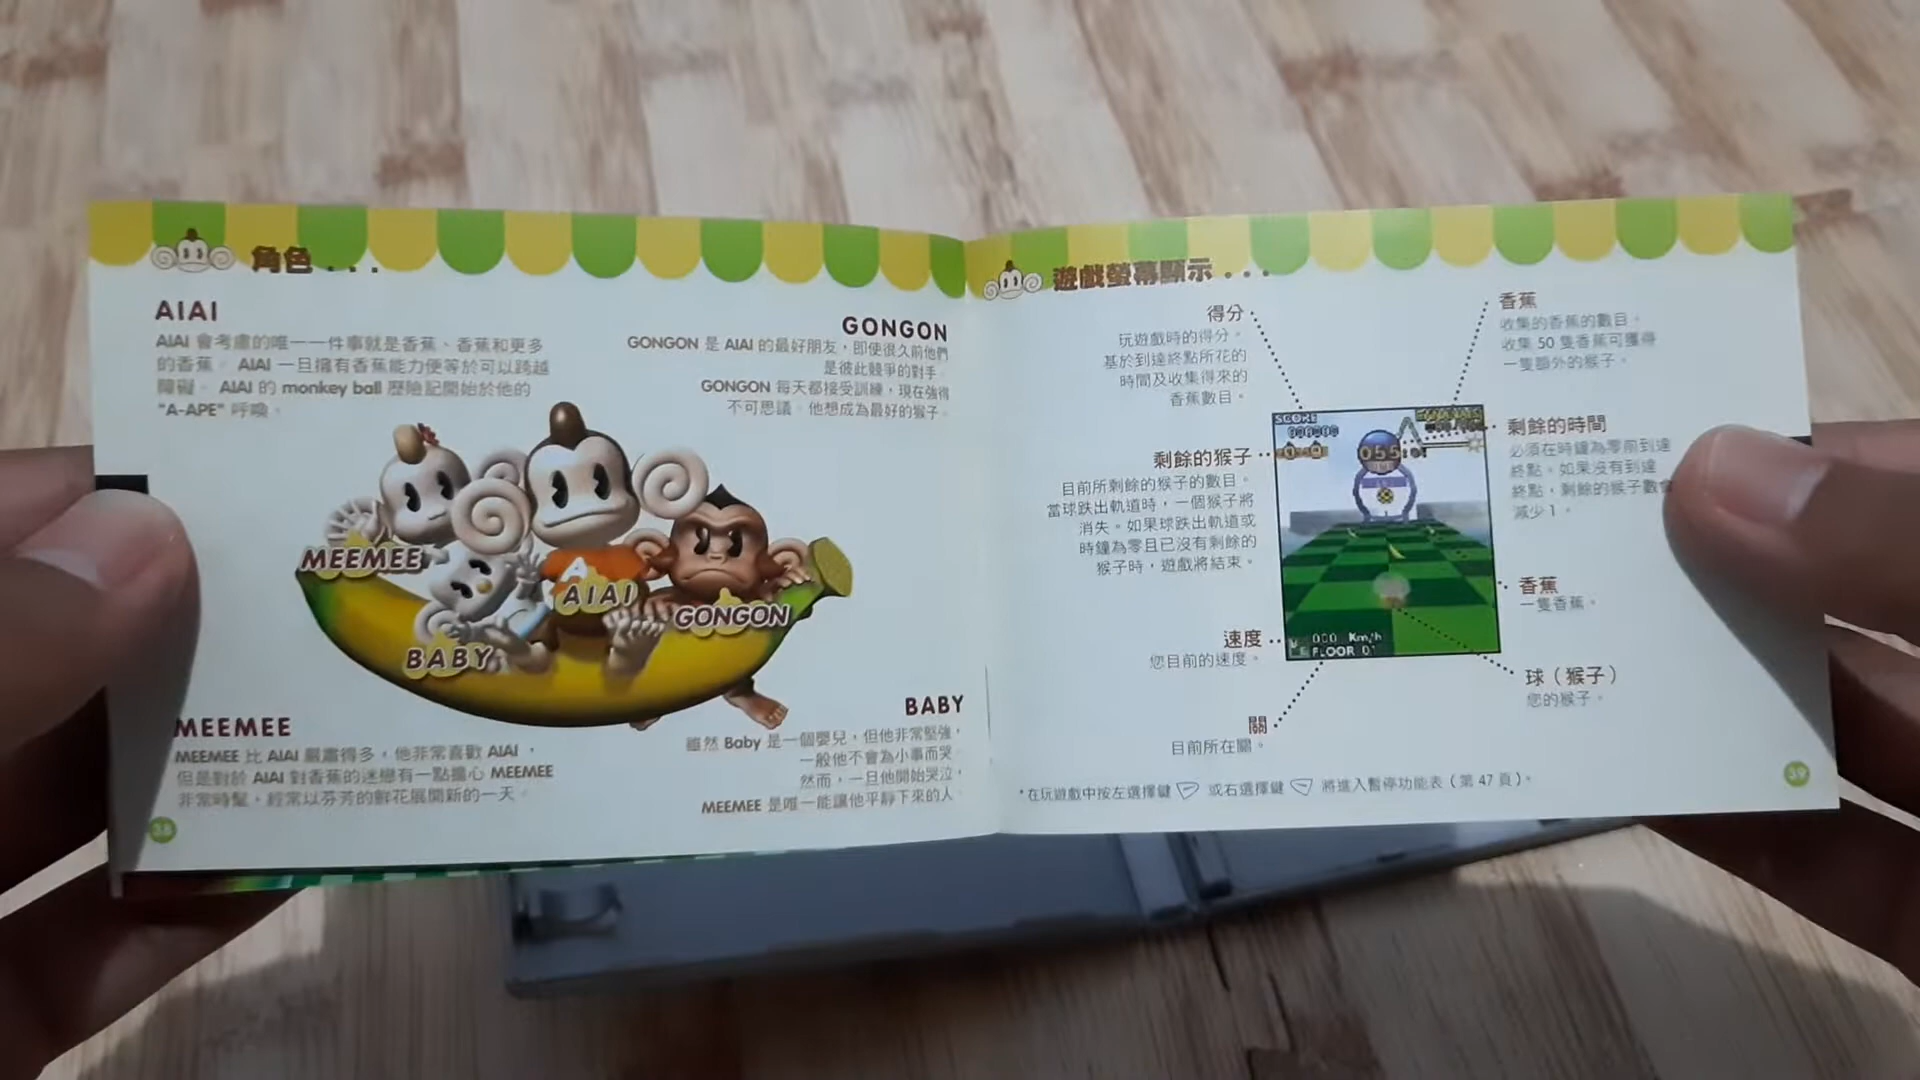 角色 . . .
AIAI
AIAI 會考慮的唯一一件事就是香蕉、香蕉和更多
的香蕉。 AIAI 一旦擁有香蕉能力便等於可以跨越
障礙。 AIAI 的 monkey ball 歷險記開始於他的
"A-APE" 呼喚。
GONGON
GONGON 是 AIAI 的最好朋友，即使很久前他們
是彼此競爭的對手。
GONGON 每天都接受訓練，現在強得
不可思議。他想成為最好的猴子。
MEEMEE
AIAI
GONGON
BABY
MEEMEE
MEEMEE 比 AIAI 嚴肅得多，他非常喜歡 AIAI ，
但是對於 AIAI 對香蕉的迷戀有一點擔心 MEEMEE
非常時髦，經常以芬芳的鮮花展開新的一天。
BABY
雖然 Baby 是一個嬰兒，但他非常堅強，
一般他不會為小事而哭。
然而，一旦他開始哭泣，
MEEMEE 是唯一能讓他平靜下來的人。
38
遊戲螢幕顯示 . . .
得分
玩遊戲時的得分。
基於到達終點所花的
時間及收集得來的
香蕉數目。
剩餘的猴子
目前所剩餘的猴子的數目。
當球跌出軌道時，一個猴子將
消失。如果球跌出軌道或
時鐘為零且已沒有剩餘的
猴子時，遊戲將結束。
速度
您目前的速度。
關
目前所在關。
SCORE
BANANAS
055
000 Km/h
FLOOR 01
香蕉
收集的香蕉的數目。
收集 50 隻香蕉可獲得
一隻額外的猴子。
剩餘的時間
必須在時鐘為零前到達
終點。如果沒有到達
終點，剩餘的猴子數會
減少 1 。
香蕉
一隻香蕉。
球（猴子）
您的猴子。
*在玩遊戲中按左選擇鍵 或右選擇鍵 將進入暫停功能表（第 47 頁）。
39